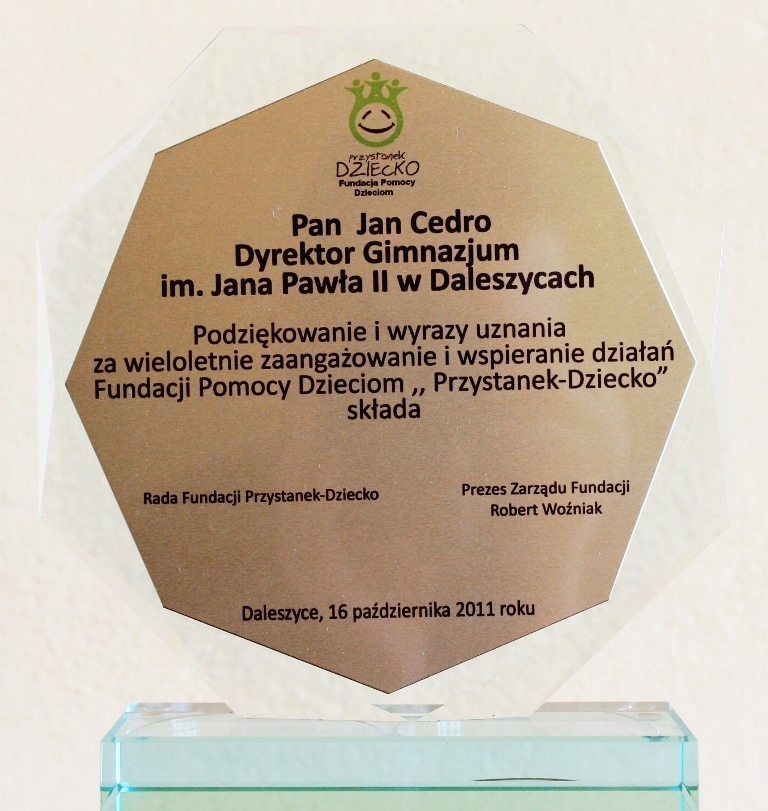 przystanek
DZIECKO
Fundacja Pomocy
Dzieciom
Pan Jan Cedro
Dyrektor Gimnazjum
im. Jana Pawła II w Daleszycach
Podziękowanie i wyrazy uznania
za wieloletnie zaangażowanie i wspieranie działań
Fundacji Pomocy Dzieciom ,, Przystanek-Dziecko”
składa
Rada Fundacji Przystanek-Dziecko
Prezes Zarządu Fundacji
Robert Woźniak
Daleszyce, 16 października 2011 roku